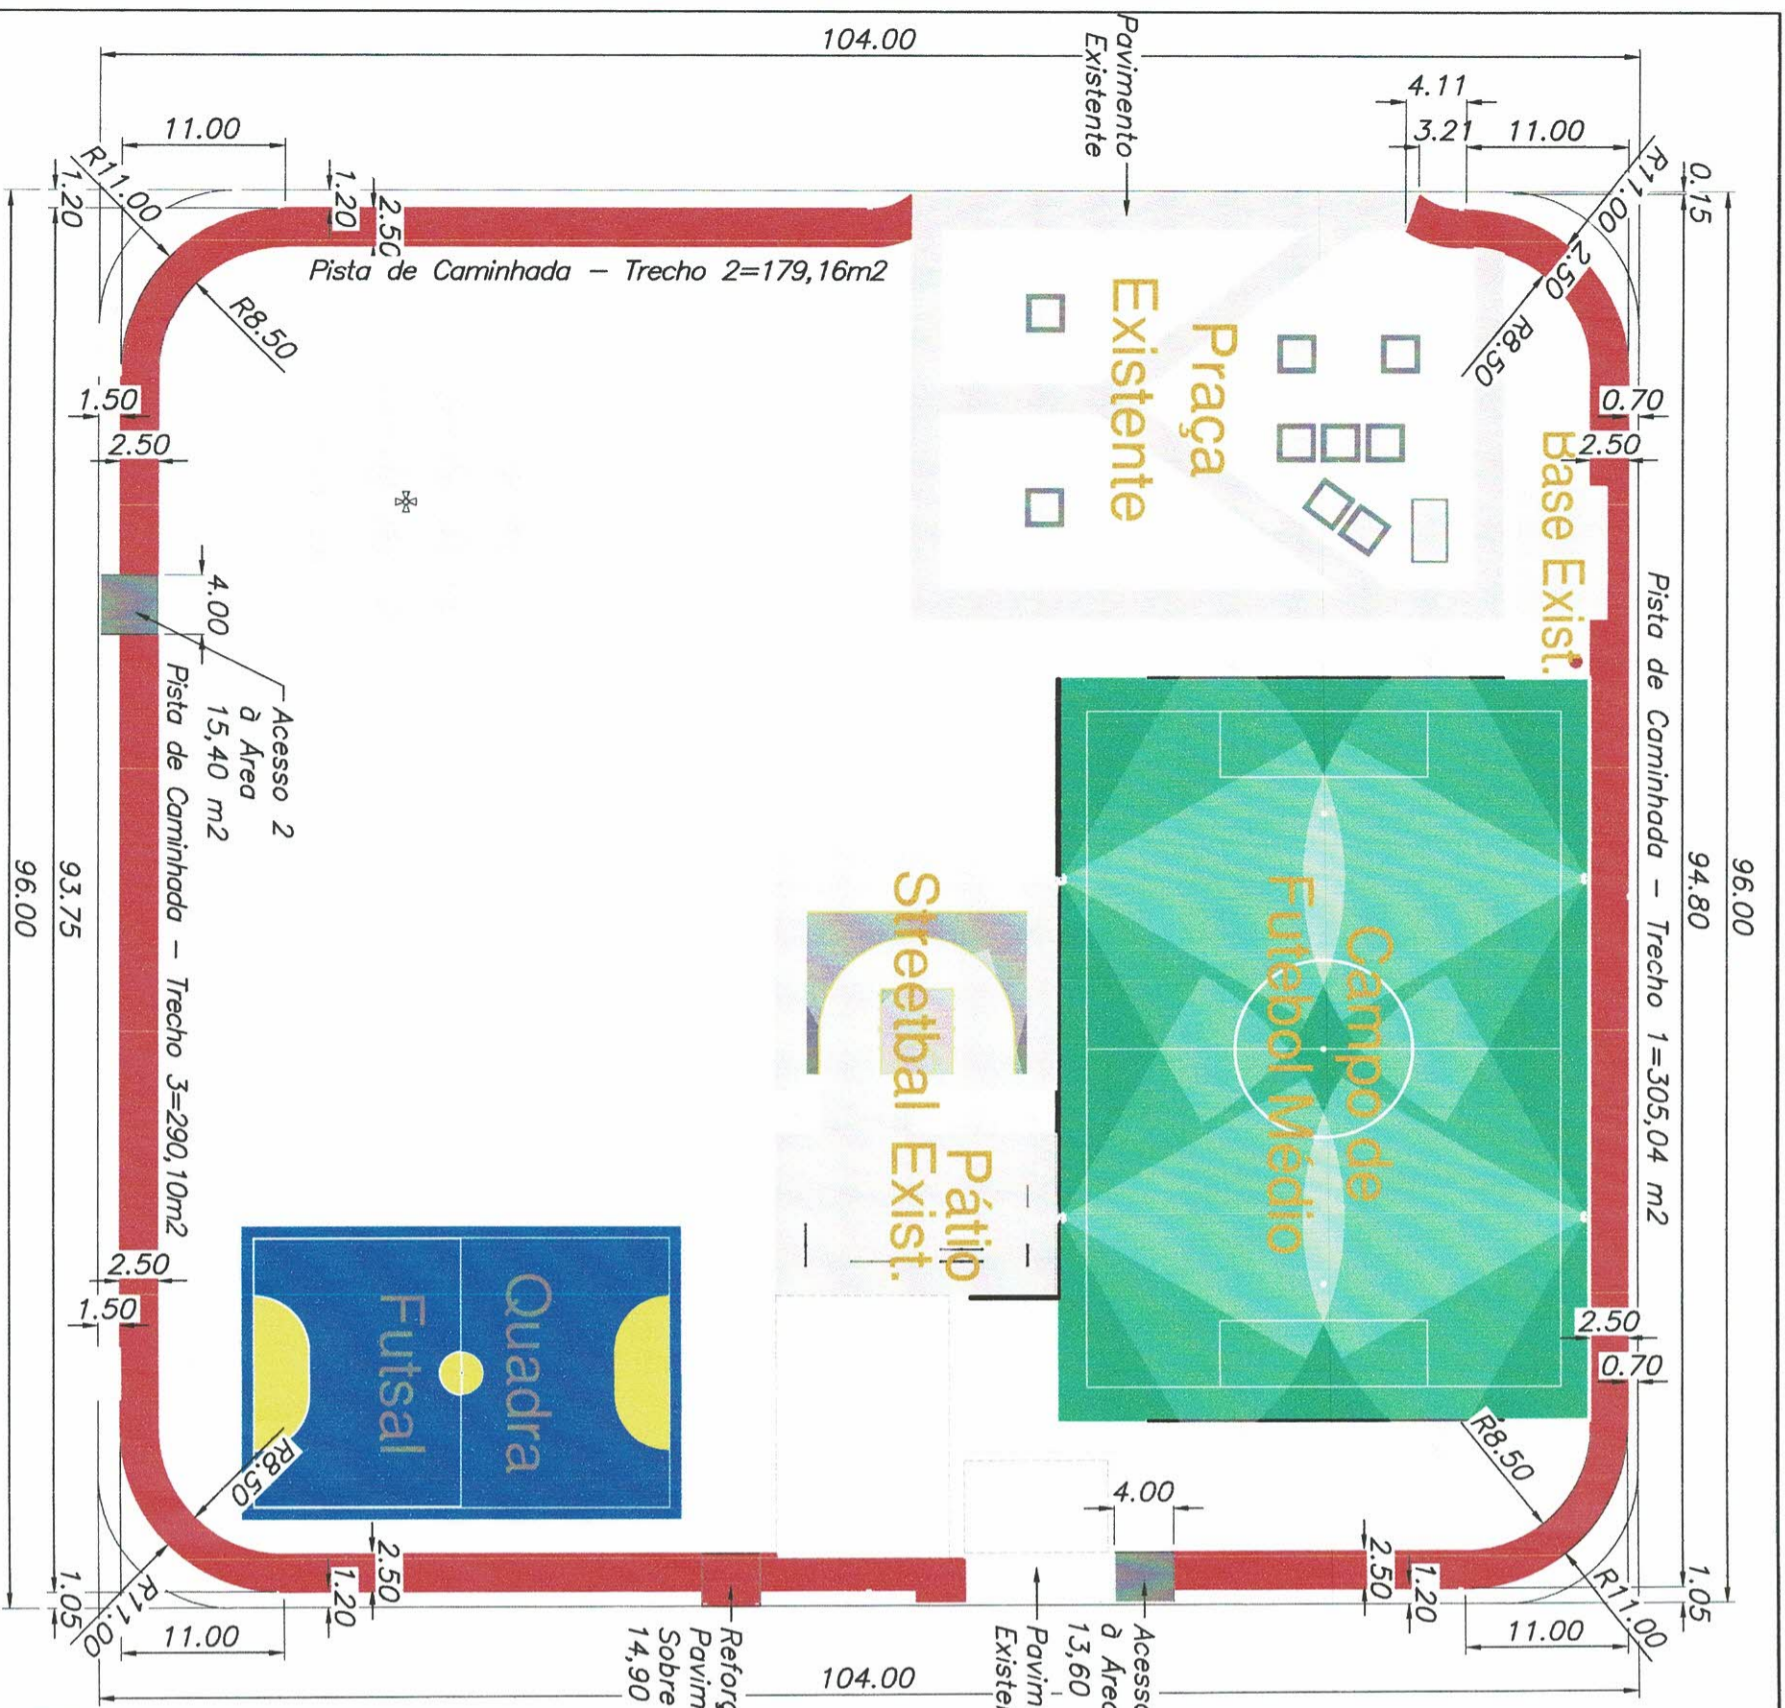 104.00
Pavimento
Existente
4.11
3.21
11.00
11.00
R11.00
1.20
1.20
2.50
R8.50
Pista de Caminhada – Trecho 2=179,16m2
R11.00
0.15
2.50
R8.50
96.00
94.80
0.70
2.50
Base Exist.
Pista de Caminhada – Trecho 1=305,04 m2
Praça
Existente
1.50
2.50
4.00
Acesso 2
à Área
15,40 m2
Pista de Caminhada – Trecho 3=290,10m2
93.75
96.00
Campo de
Futebol Médio
Streetbal Exist.
Pátio
Quadra
Futsal
2.50
1.50
R8.50
R11.00
1.05
11.00
2.50
1.20
2.50
0.70
R8.50
R11.00
1.05
11.00
4.00
2.50
1.20
à Área
13,60
Sobre
14,90
104.00